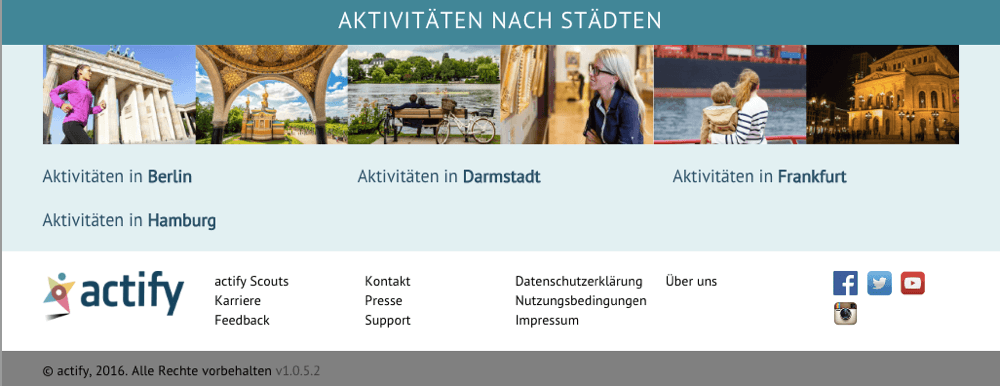 AKTIVITÄTEN NACH STÄDTEN
Aktivitäten in Berlin
Aktivitäten in Darmstadt
Aktivitäten in Frankfurt
Aktivitäten in Hamburg
actify
actify Scouts
Karriere
Feedback
Kontakt
Presse
Support
Datenschutzerklärung
Nutzungsbedingungen
Impressum
Über uns
© actify, 2016. Alle Rechte vorbehalten v1.0.5.2